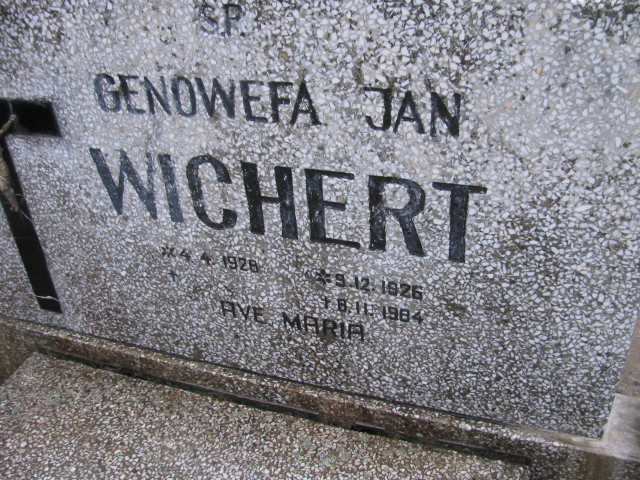 ŚP.
GENOWEFA JAN
WICHERT
* 4.4.1928 * 9.12.1926
+ + 8.11.1984
AVE MARIA